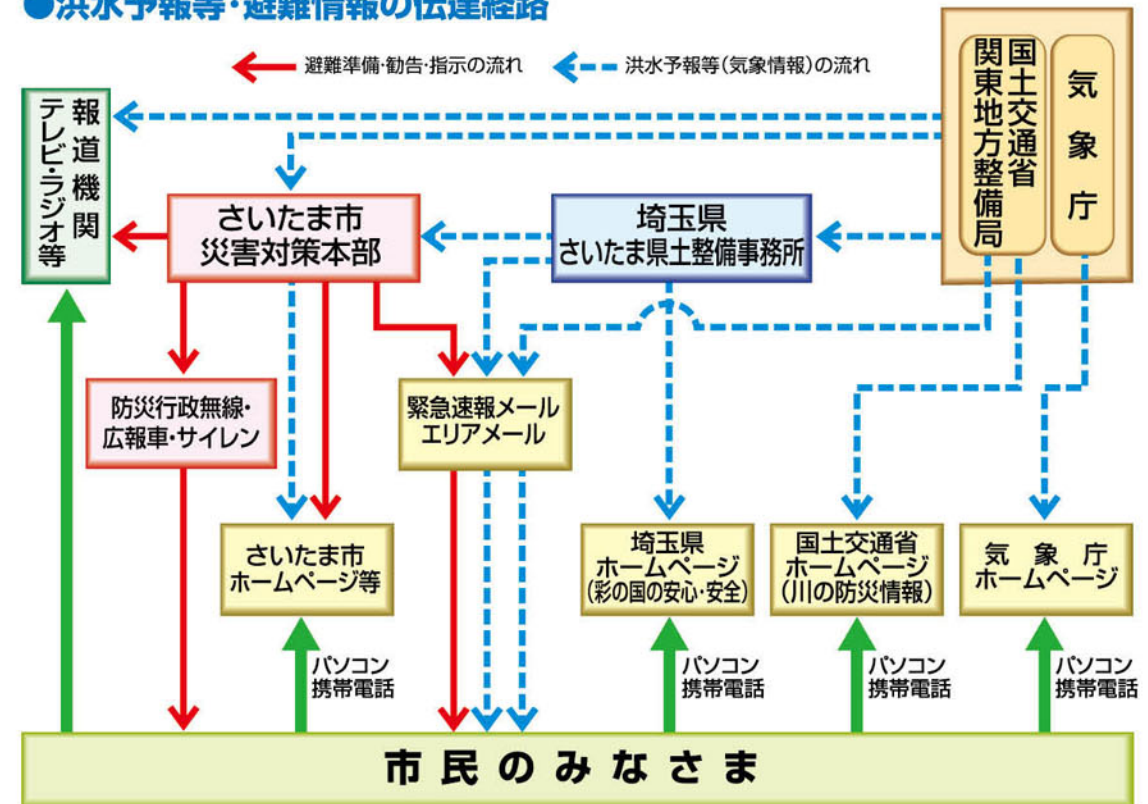 ●洪水予報等・避難情報の伝達経路
避難準備・勧告・指示の流れ
洪水予報等(気象情報)の流れ
報道機関
テレビ・ラジオ等
国土交通省
関東地方整備局
気象庁
さいたま市
災害対策本部
埼玉県
さいたま県土整備事務所
防災行政無線・
広報車・サイレン
緊急速報メール
エリアメール
さいたま市
ホームページ等
埼玉県
ホームページ
(彩の国の安心・安全)
国土交通省
ホームページ
(川の防災情報)
気象庁
ホームページ
パソコン
携帯電話
パソコン
携帯電話
パソコン
携帯電話
パソコン
携帯電話
市民のみなさま